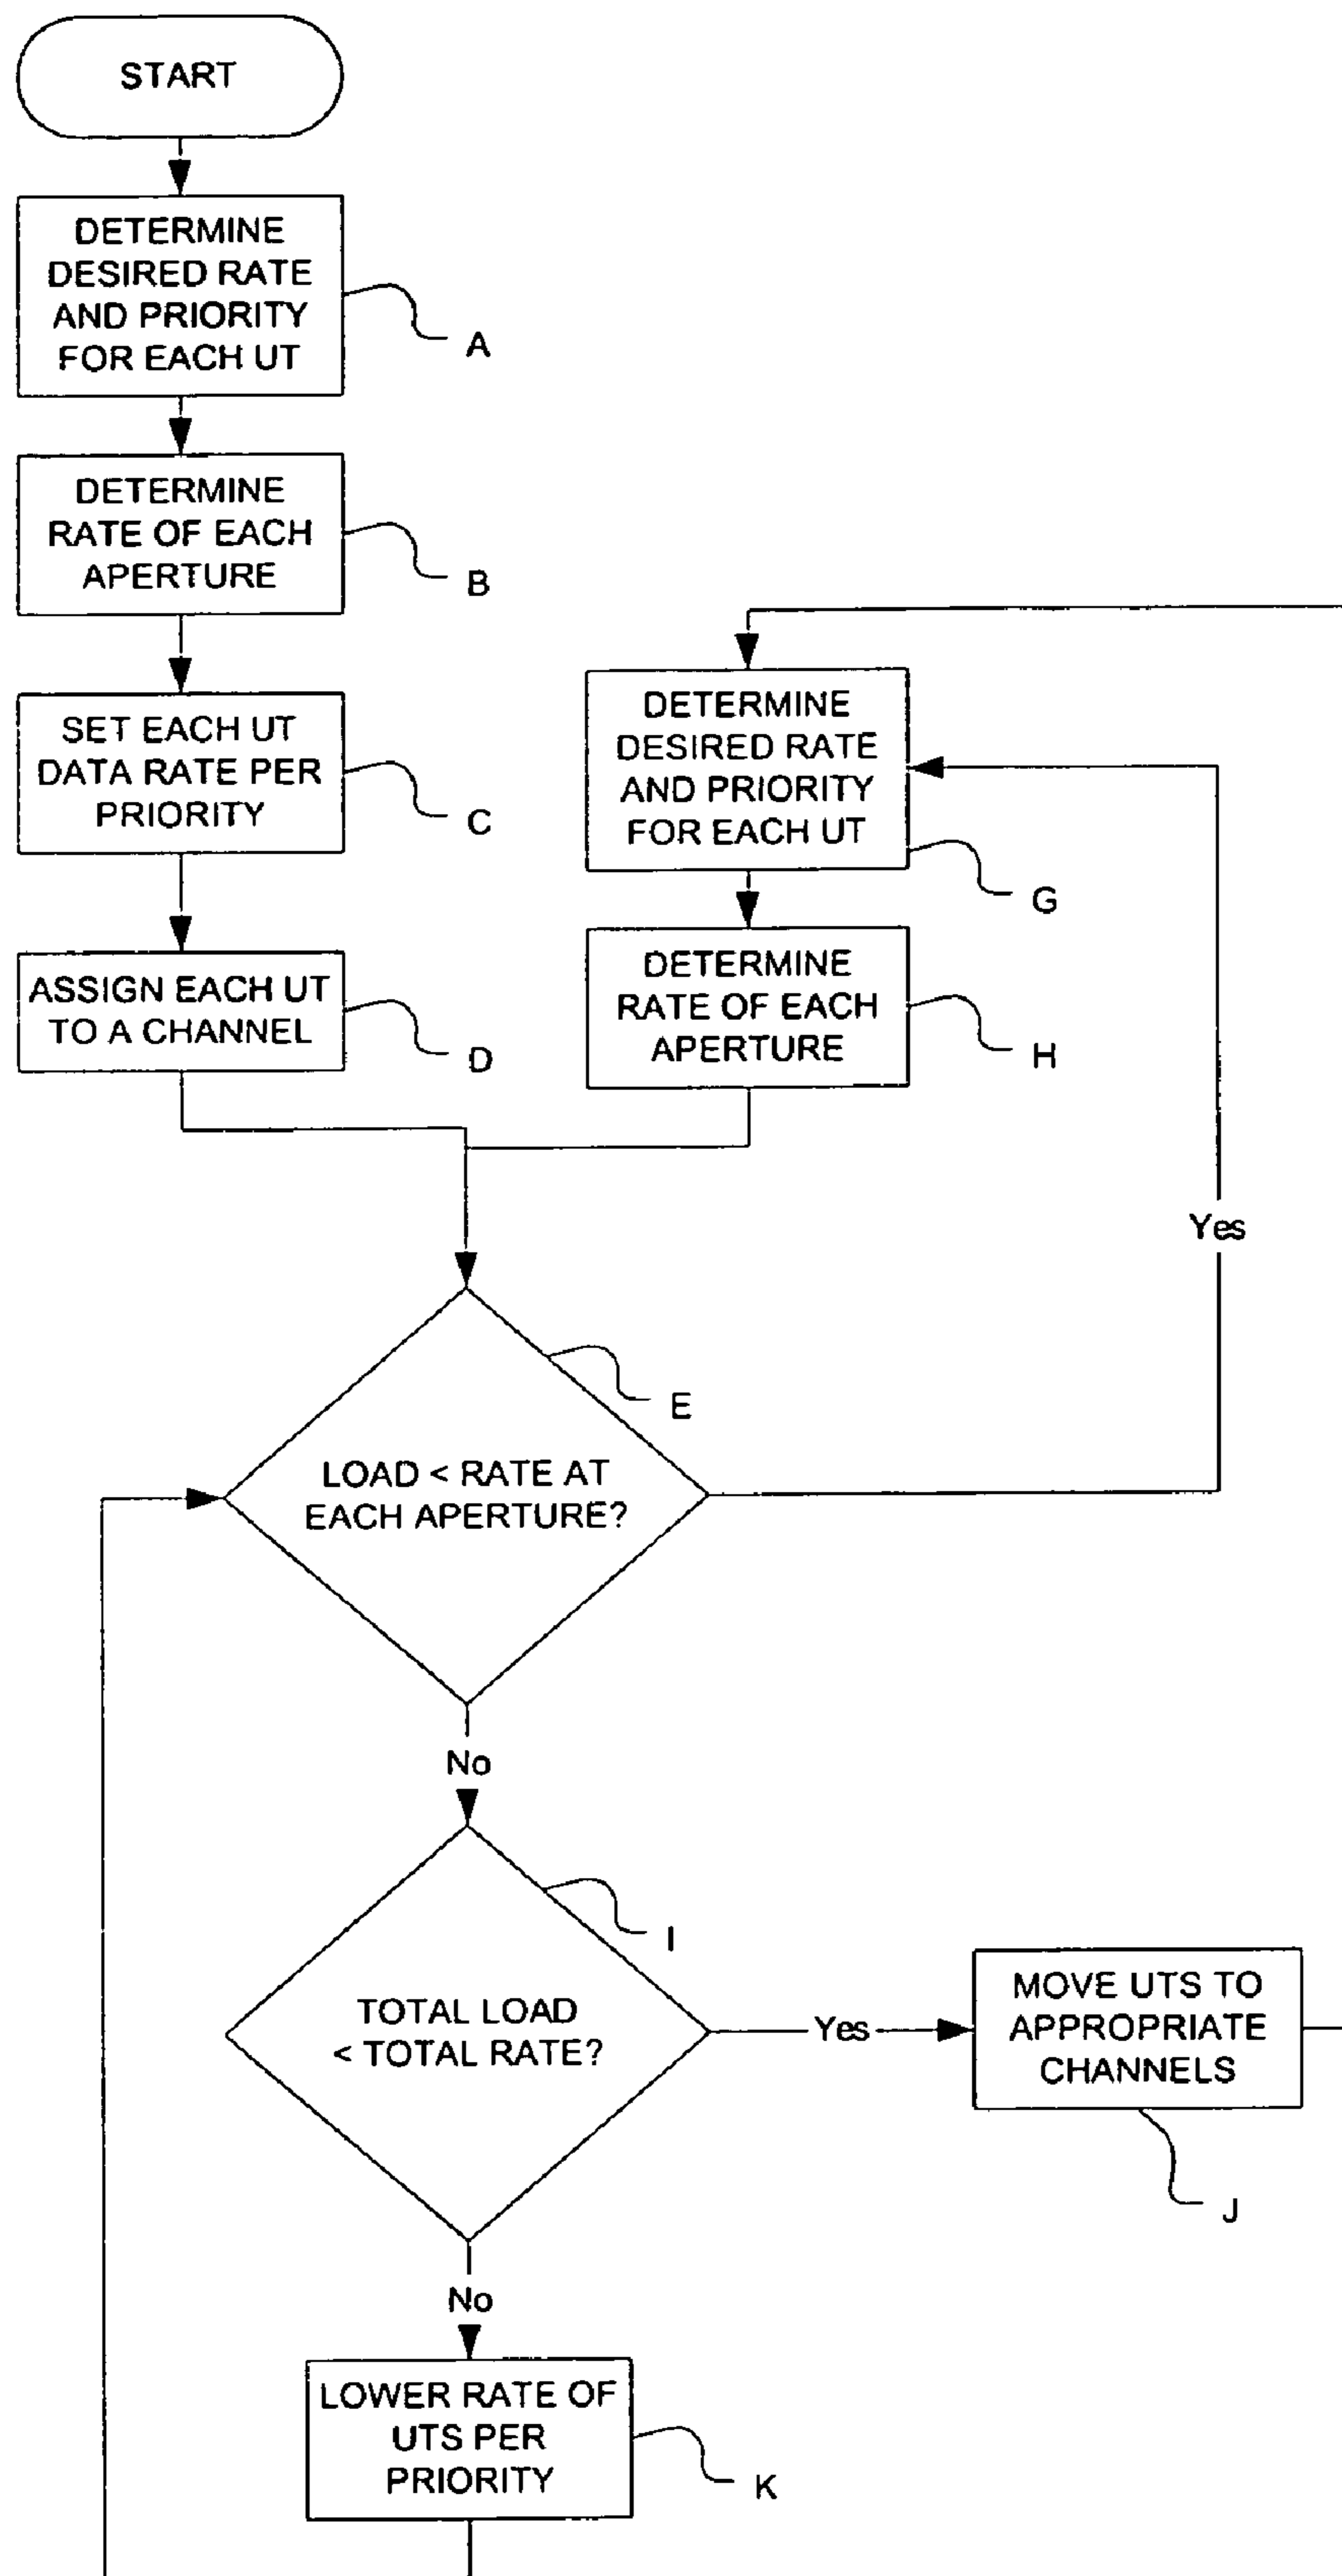 START
DETERMINE
DESIRED RATE
AND PRIORITY
FOR EACH UT
A
DETERMINE
RATE OF EACH
APERTURE
B
SET EACH UT
DATA RATE PER
PRIORITY
C
ASSIGN EACH UT
TO A CHANNEL
D
DETERMINE
DESIRED RATE
AND PRIORITY
FOR EACH UT
G
DETERMINE
RATE OF EACH
APERTURE
H
Yes
E
LOAD < RATE AT
EACH APERTURE?
No
I
TOTAL LOAD
< TOTAL RATE?
Yes
MOVE UTS TO
APPROPRIATE
CHANNELS
J
No
LOWER RATE OF
UTS PER
PRIORITY
K